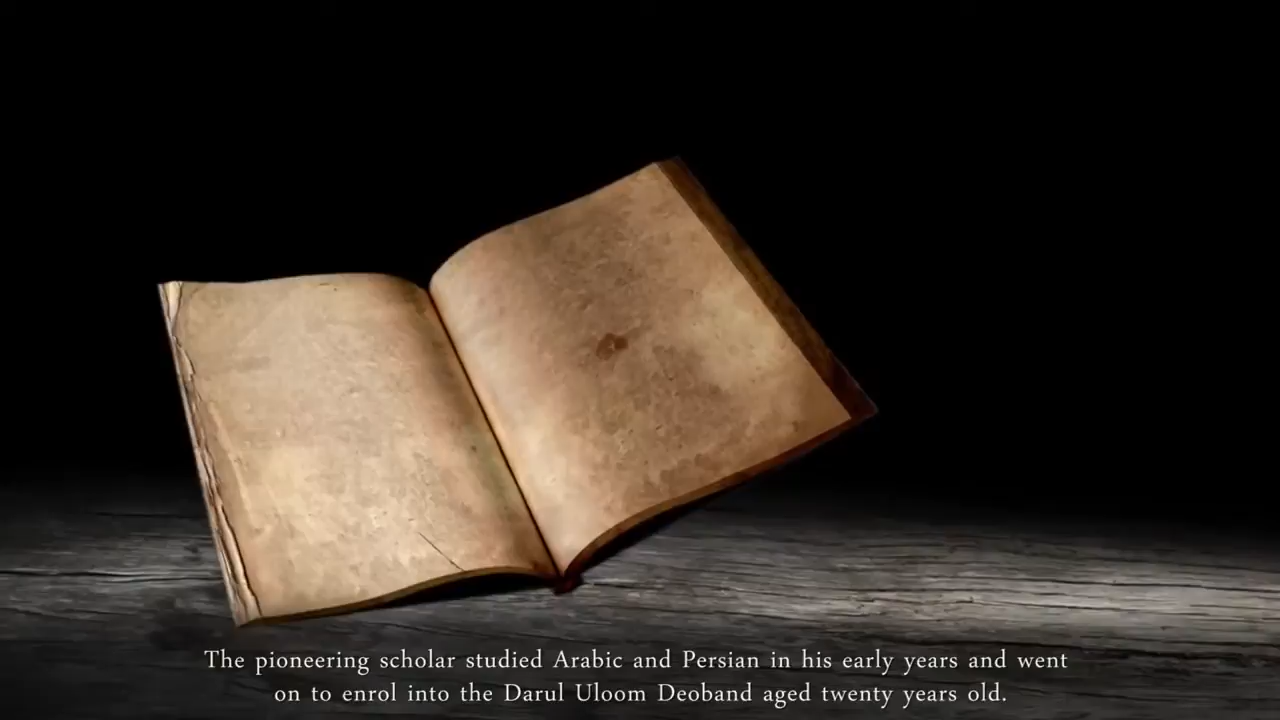 The pioneering scholar studied Arabic and Persian in his early years and went
on to enrol into the Darul Uloom Deoband aged twenty years old.